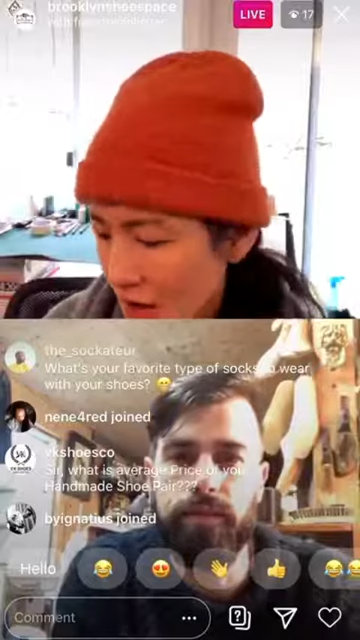 brooklynshoespace
LIVE
17
the_sockateur
What's your favorite type of socks to wear
with your shoes? 😁
nene4red joined
vkshoesco
Sir, what is average Price of your
Handmade Shoe Pair???
byignatius joined
Hello 😂 😍 👋 👍 😂
Comment